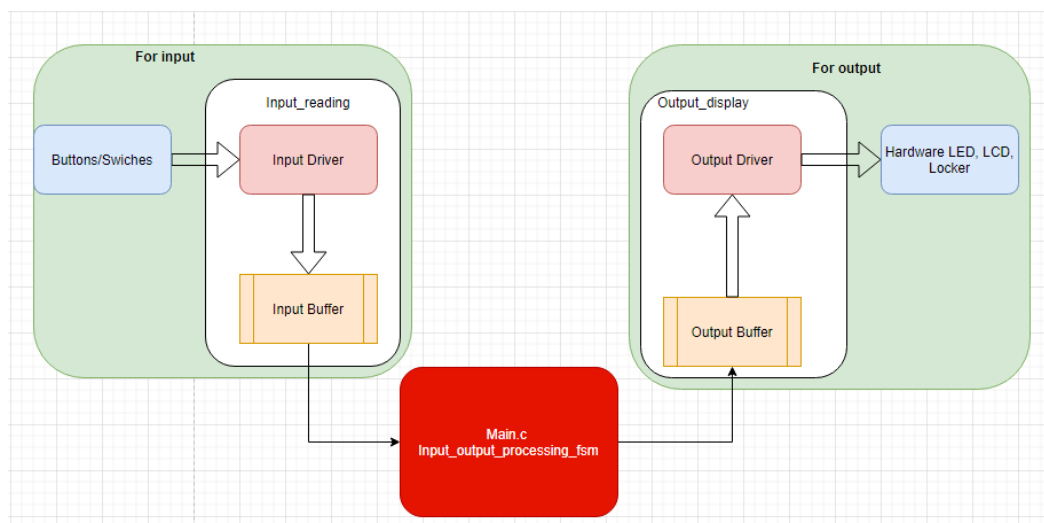 For input
Input_reading
Buttons/Swiches
Input Driver
Input Buffer
Main.c
Input_output_processing_fsm
For output
Output_display
Output Driver
Hardware LED, LCD,
Locker
Output Buffer